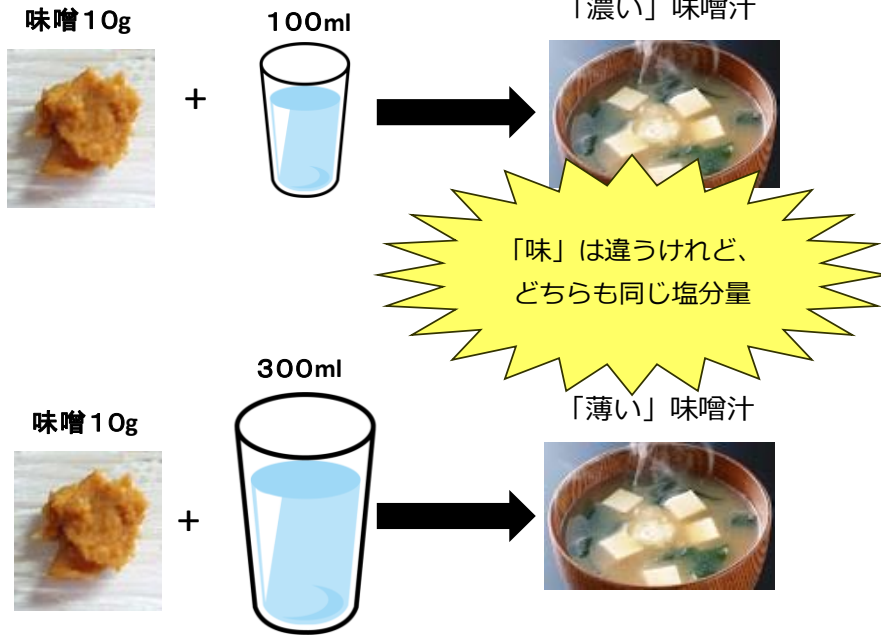 味噌10g
+
100ml
「濃い」味噌汁
「味」は違うけれど、
どちらも同じ塩分量
味噌10g
+
300ml
「薄い」味噌汁